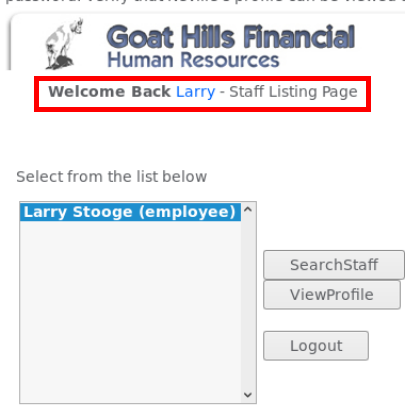 Goat Hills Financial
Human Resources
Welcome Back Larry - Staff Listing Page
Select from the list below
Larry Stooge (employee)
SearchStaff
ViewProfile
Logout